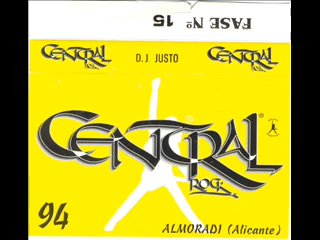 FASE Nº 15
CENTRAL ROCK
D.J. JUSTO
CENTRAL ROCK
CENTRAL®
ROCK
94
ALMORADI (Alicante)